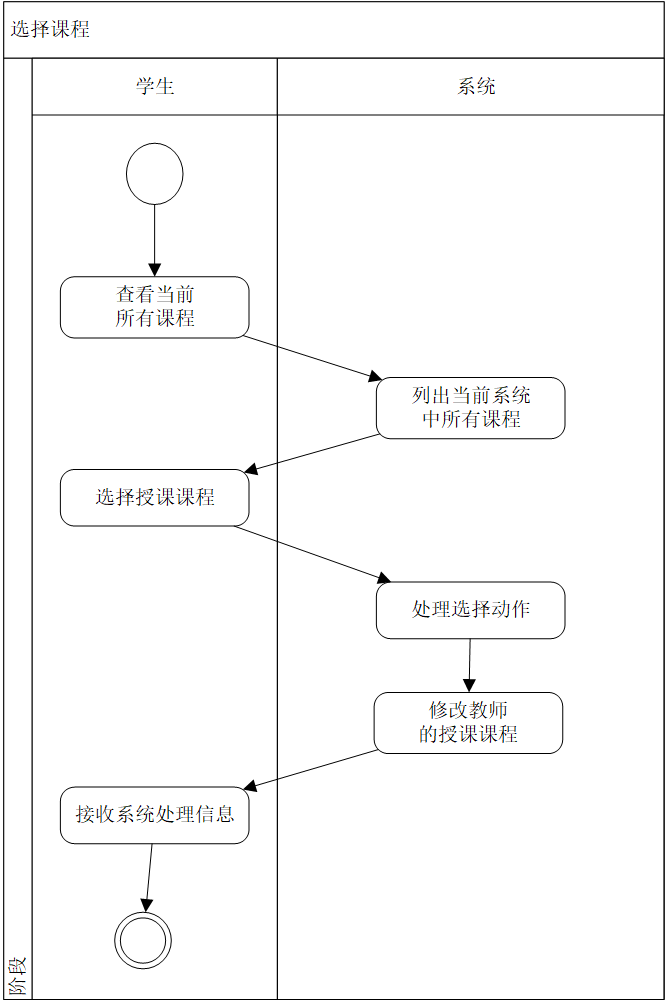 选择课程
学生
系统
查看当前
所有课程
列出当前系统
中所有课程
选择授课课程
处理选择动作
修改教师
的授课课程
接收系统处理信息
阶段